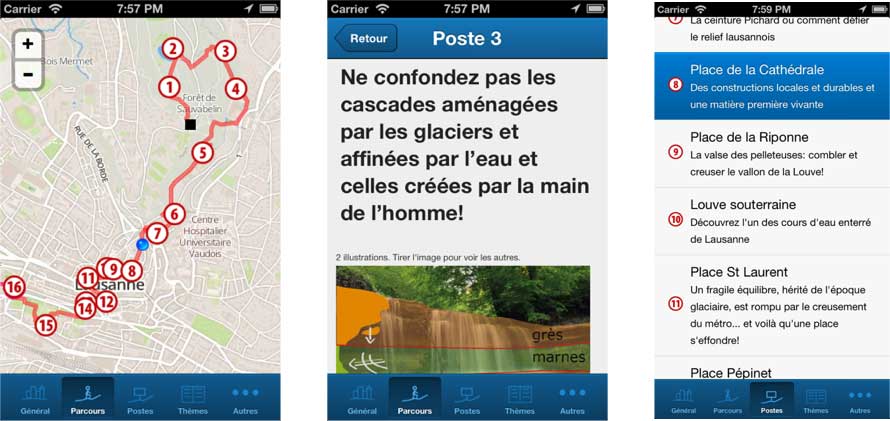 Carrier 7:57 PM
+
-
Bois Mermet
2
3
1
4
Forêt de
Sauvabelin
RUE DE LA BORDE
5
6
7
Centre
Hospitalier
Universitaire
Vaudois
11
9
8
Lausanne
16
14
12
15
Général
Parcours
Postes
Thèmes
Autres
Carrier 7:57 PM
Retour
Poste 3
Ne confondez pas les
cascades aménagées
par les glaciers et
affinées par l'eau et
celles créées par la main
de l'homme!
2 illustrations. Tirer l'image pour voir les autres.
grès
marnes
Général
Parcours
Postes
Thèmes
Autres
Carrier 7:59 PM
7 La ceinture Pichard ou comment défier
le relief lausannois
Place de la Cathédrale
8 Des constructions locales et durables et
une matière première vivante
Place de la Riponne
9 La valse des pelleteuses: combler et
creuser le vallon de la Louve!
Louve souterraine
10 Découvrez l'un des cours d'eau enterré
de Lausanne
Place St Laurent
Un fragile équilibre, hérité de l'époque
11 glaciaire, est rompu par le creusement
du métro... et voilà qu'une place
s'effondre!
Place Pépinet
Général
Parcours
Postes
Thèmes
Autres